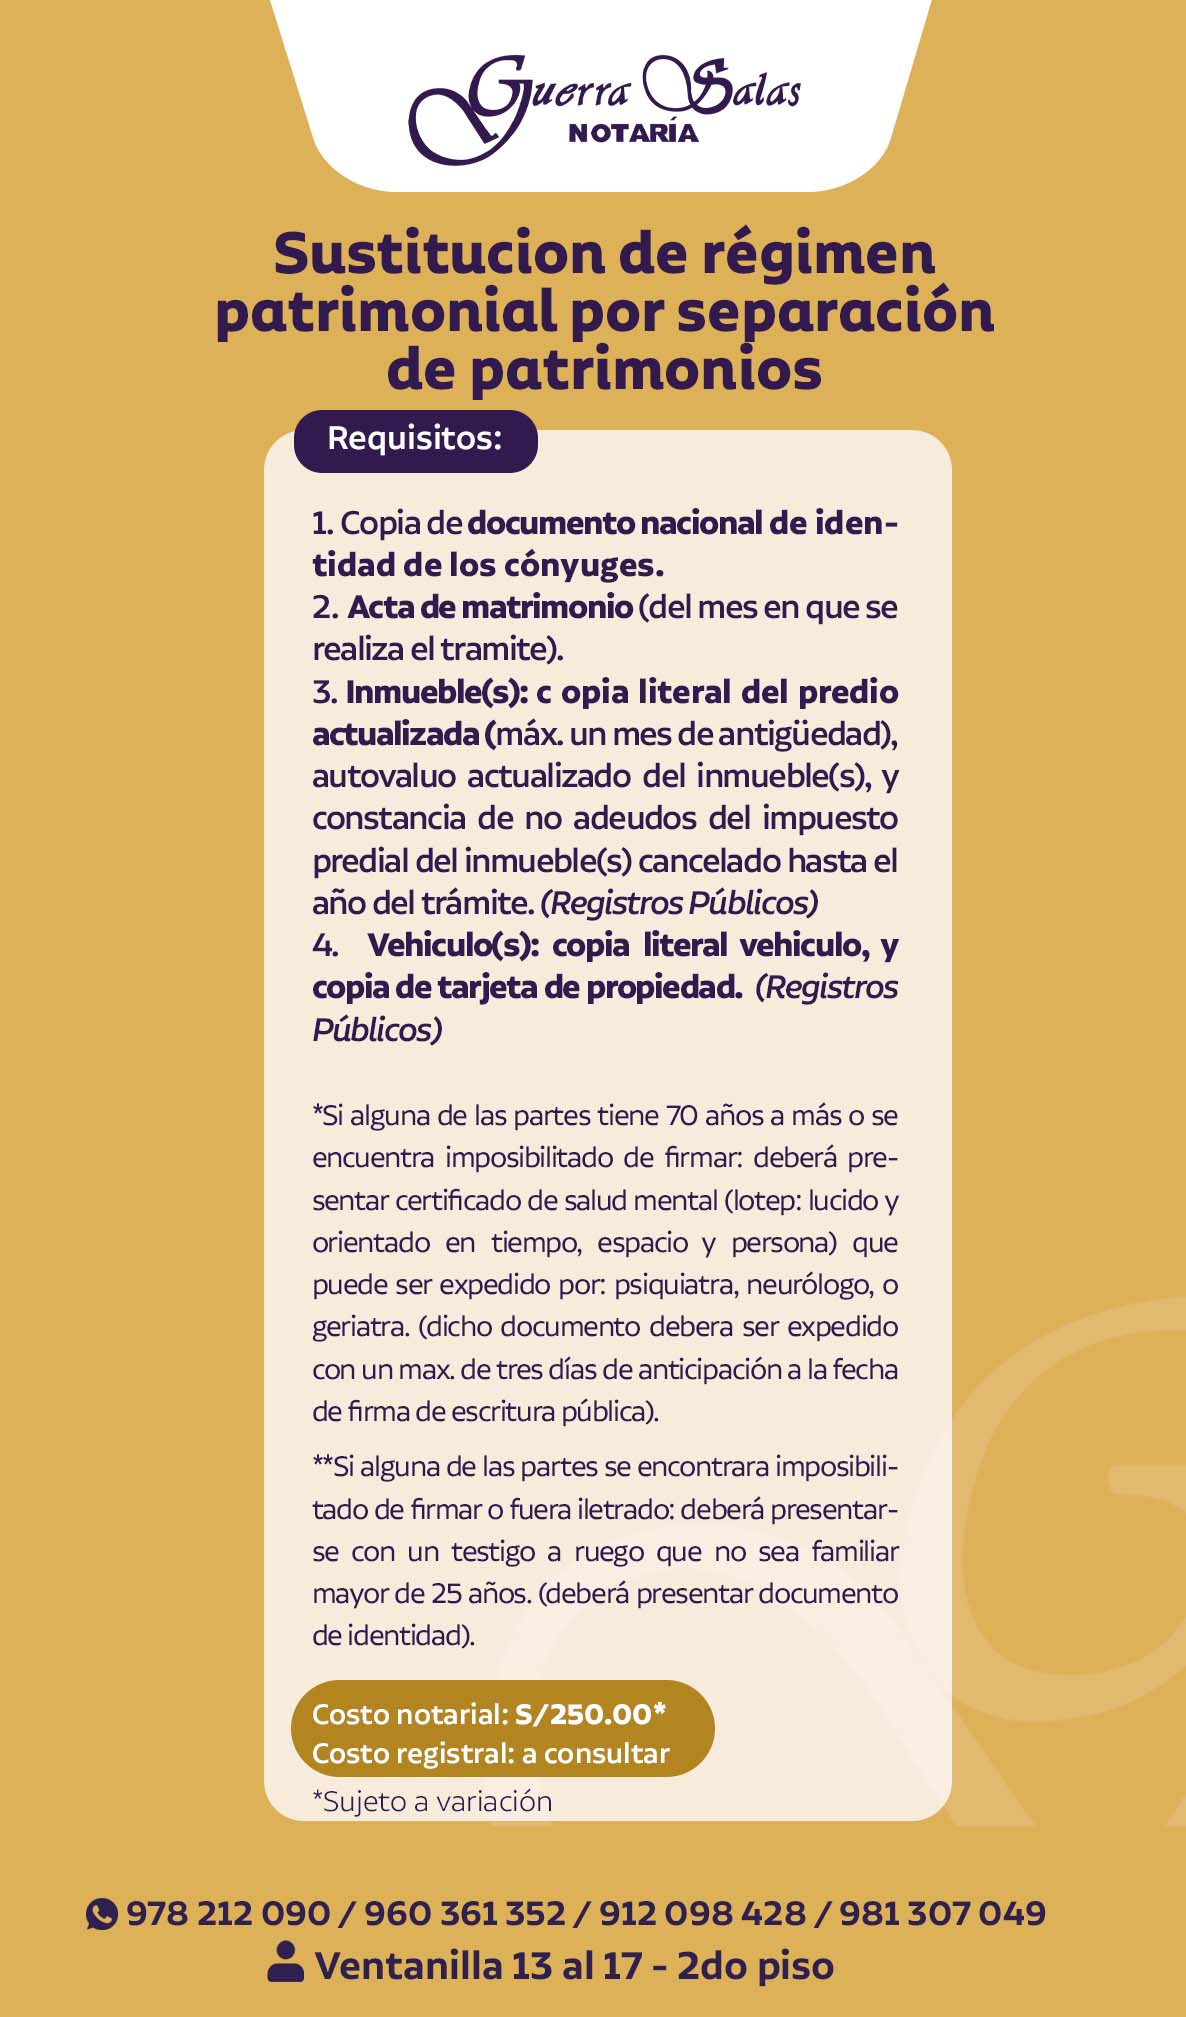 Guerra Salas
NOTARÍA
Sustitucion de régimen
patrimonial por separación
de patrimonios
Requisitos:
1. Copia de documento nacional de iden-
tidad de los cónyuges.
2. Acta de matrimonio (del mes en que se
realiza el tramite).
3. Inmueble(s): c opia literal del predio
actualizada (máx. un mes de antigüedad),
autovaluo actualizado del inmueble(s), y
constancia de no adeudos del impuesto
predial del inmueble(s) cancelado hasta el
año del trámite. (Registros Públicos)
4. Vehiculo(s): copia literal vehiculo, y
copia de tarjeta de propiedad. (Registros
Públicos)
*Si alguna de las partes tiene 70 años a más o se
encuentra imposibilitado de firmar: deberá pre-
sentar certificado de salud mental (lotep: lucido y
orientado en tiempo, espacio y persona) que
puede ser expedido por: psiquiatra, neurólogo, o
geriatra. (dicho documento debera ser expedido
con un max. de tres días de anticipación a la fecha
de firma de escritura pública).
**Si alguna de las partes se encontrara imposibili-
tado de firmar o fuera iletrado: deberá presentar-
se con un testigo a ruego que no sea familiar
mayor de 25 años. (deberá presentar documento
de identidad).
Costo notarial: S/250.00*
Costo registral: a consultar
*Sujeto a variación
978 212 090 / 960 361 352 / 912 098 428 / 981 307 049
Ventanilla 13 al 17 - 2do piso